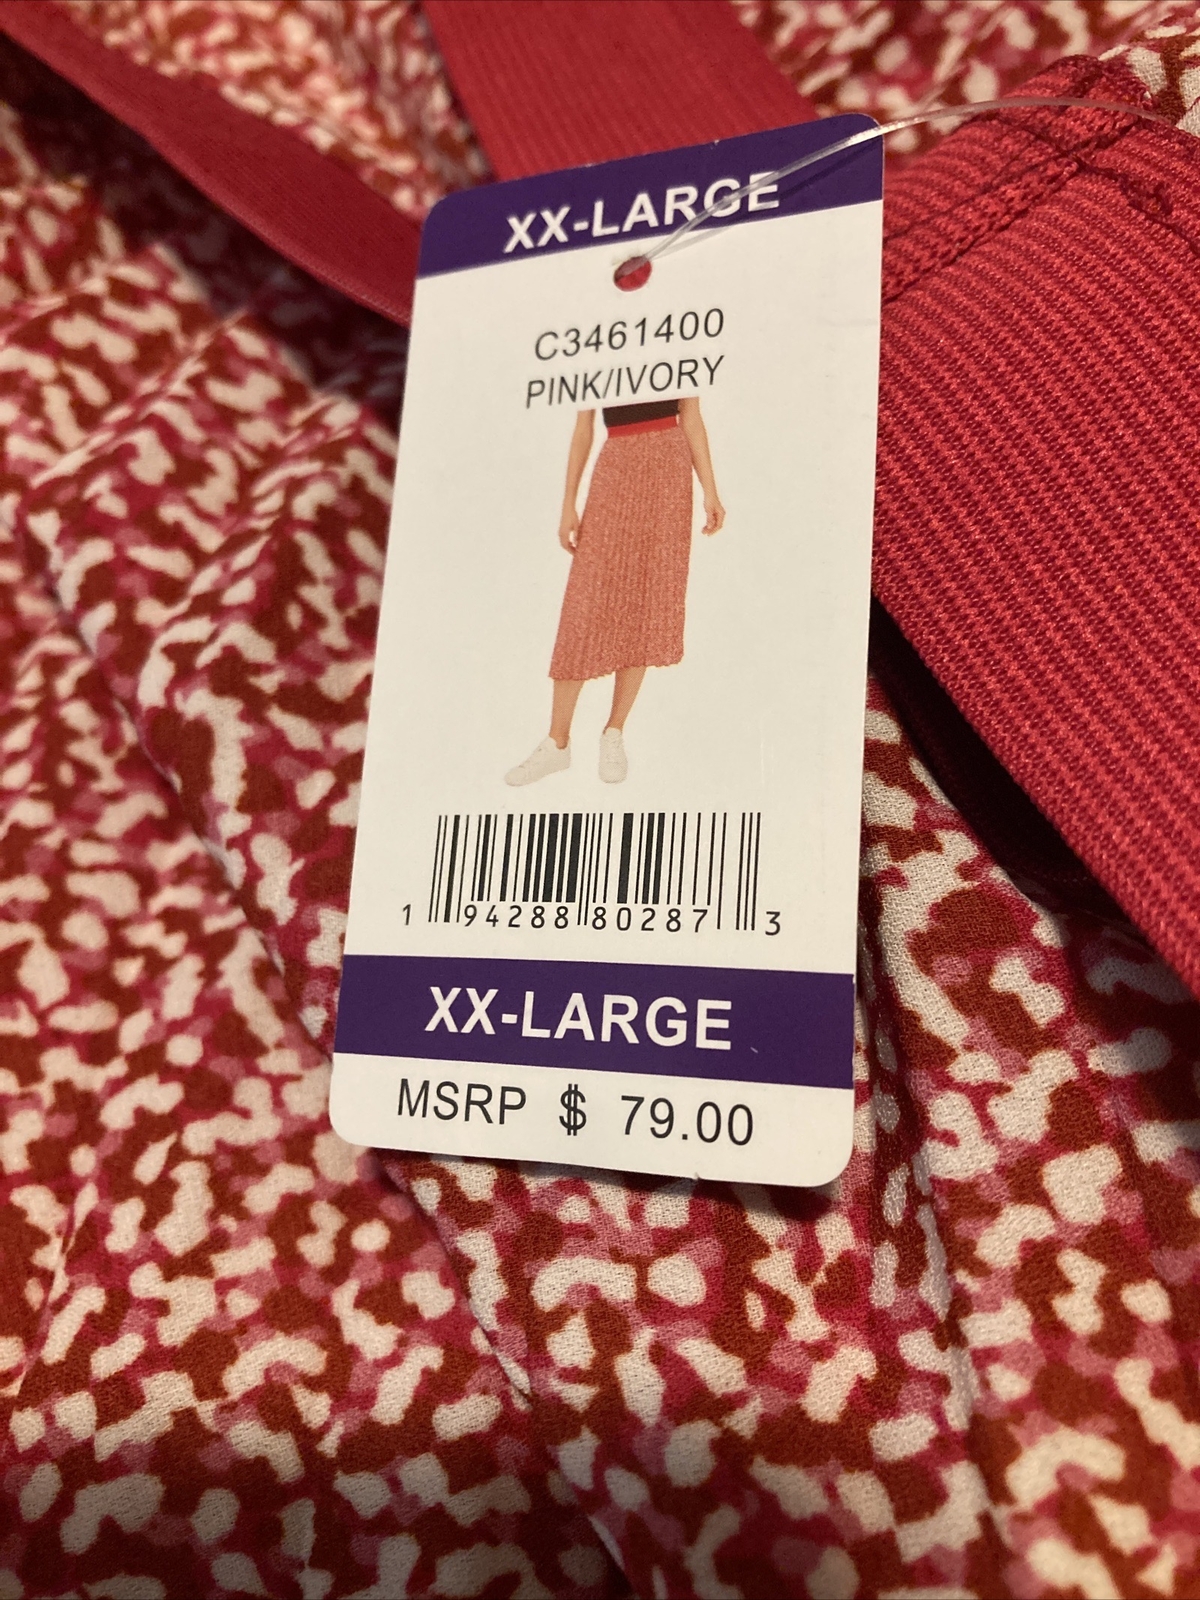 XX-LARGE
C3461400
PINK/IVORY
1 94288 80287 3
XX-LARGE
MSRP $ 79.00